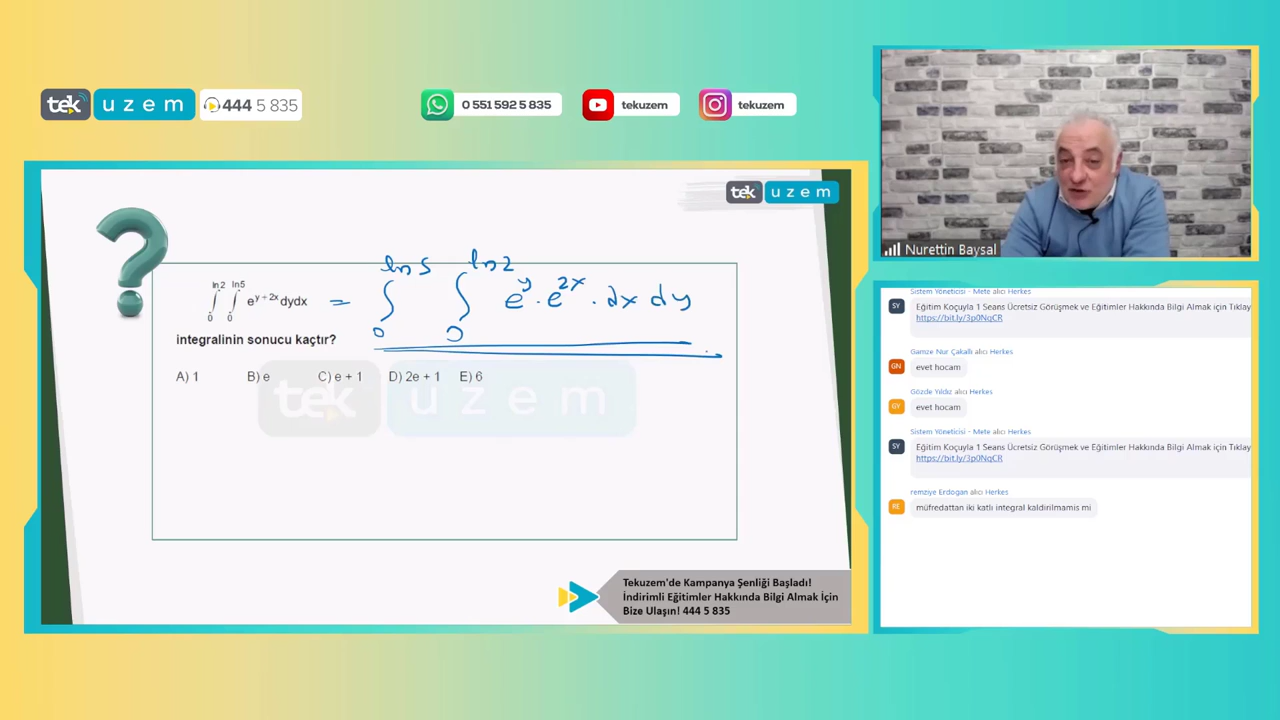 tek uzem 444 5 835
0 551 592 5 835
tekuzem
tekuzem
tek uzem
ln2 ln5
∫ ∫ e^(y+2x) dydx = ∫ ∫ e^y · e^(2x) · dx dy
0 0
ln5 ln2
0 0
integralinin sonucu kaçtır?
A) 1 B) e C) e + 1 D) 2e + 1 E) 6
tek uzem
Tekuzem'de Kampanya Şenliği Başladı!
İndirimli Eğitimler Hakkında Bilgi Almak İçin
Bize Ulaşın! 444 5 835
Nurettin Baysal
Sistem Yöneticisi - Mete alıcı Herkes
SY
Eğitim Koçuyla 1 Seans Ücretsiz Görüşmek ve Eğitimler Hakkında Bilgi Almak için Tıklay
https://bit.ly/3p0NqCR
Gamze Nur Çakallı alıcı Herkes
GN
evet hocam
Gözde Yıldız alıcı Herkes
GY
evet hocam
Sistem Yöneticisi - Mete alıcı Herkes
SY
Eğitim Koçuyla 1 Seans Ücretsiz Görüşmek ve Eğitimler Hakkında Bilgi Almak için Tıklay
https://bit.ly/3p0NqCR
remziye Erdogan alıcı Herkes
RE
müfredattan iki katlı integral kaldirilmamis mi